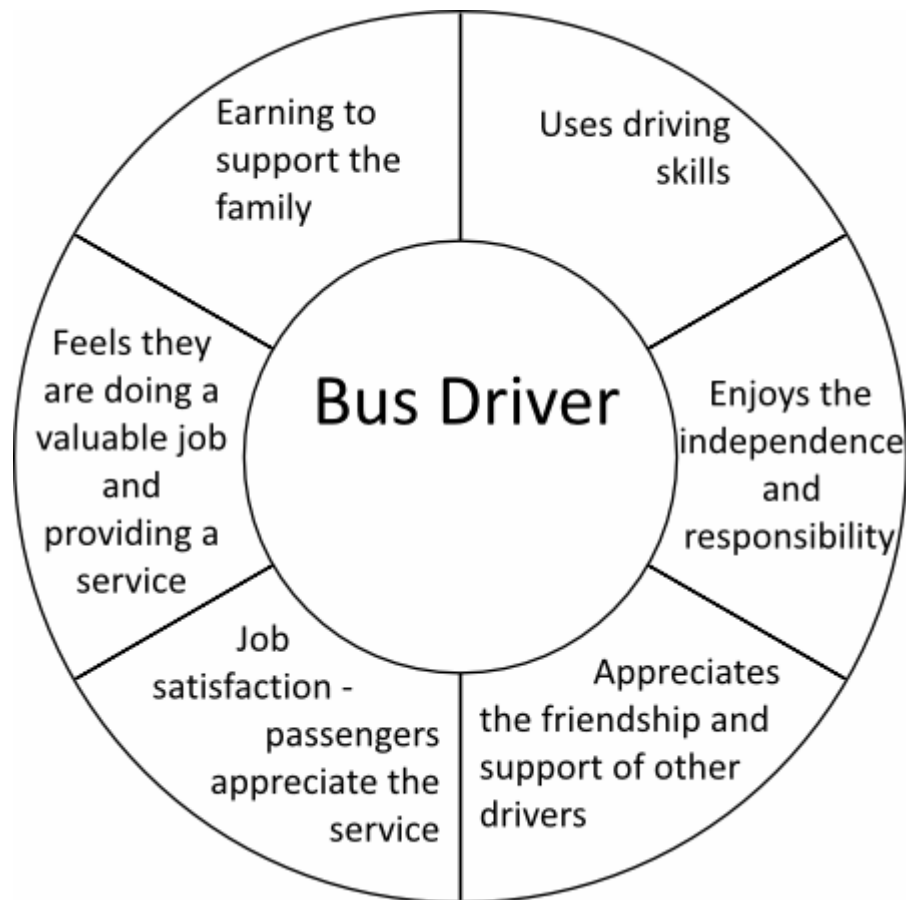 Earning to
support the
family
Uses driving
skills
Feels they
are doing a
valuable job
and
providing a
service
Bus Driver
Enjoys the
independence
and
responsibility
Job
satisfaction -
passengers
appreciate the
service
Appreciates
the friendship and
support of other
drivers